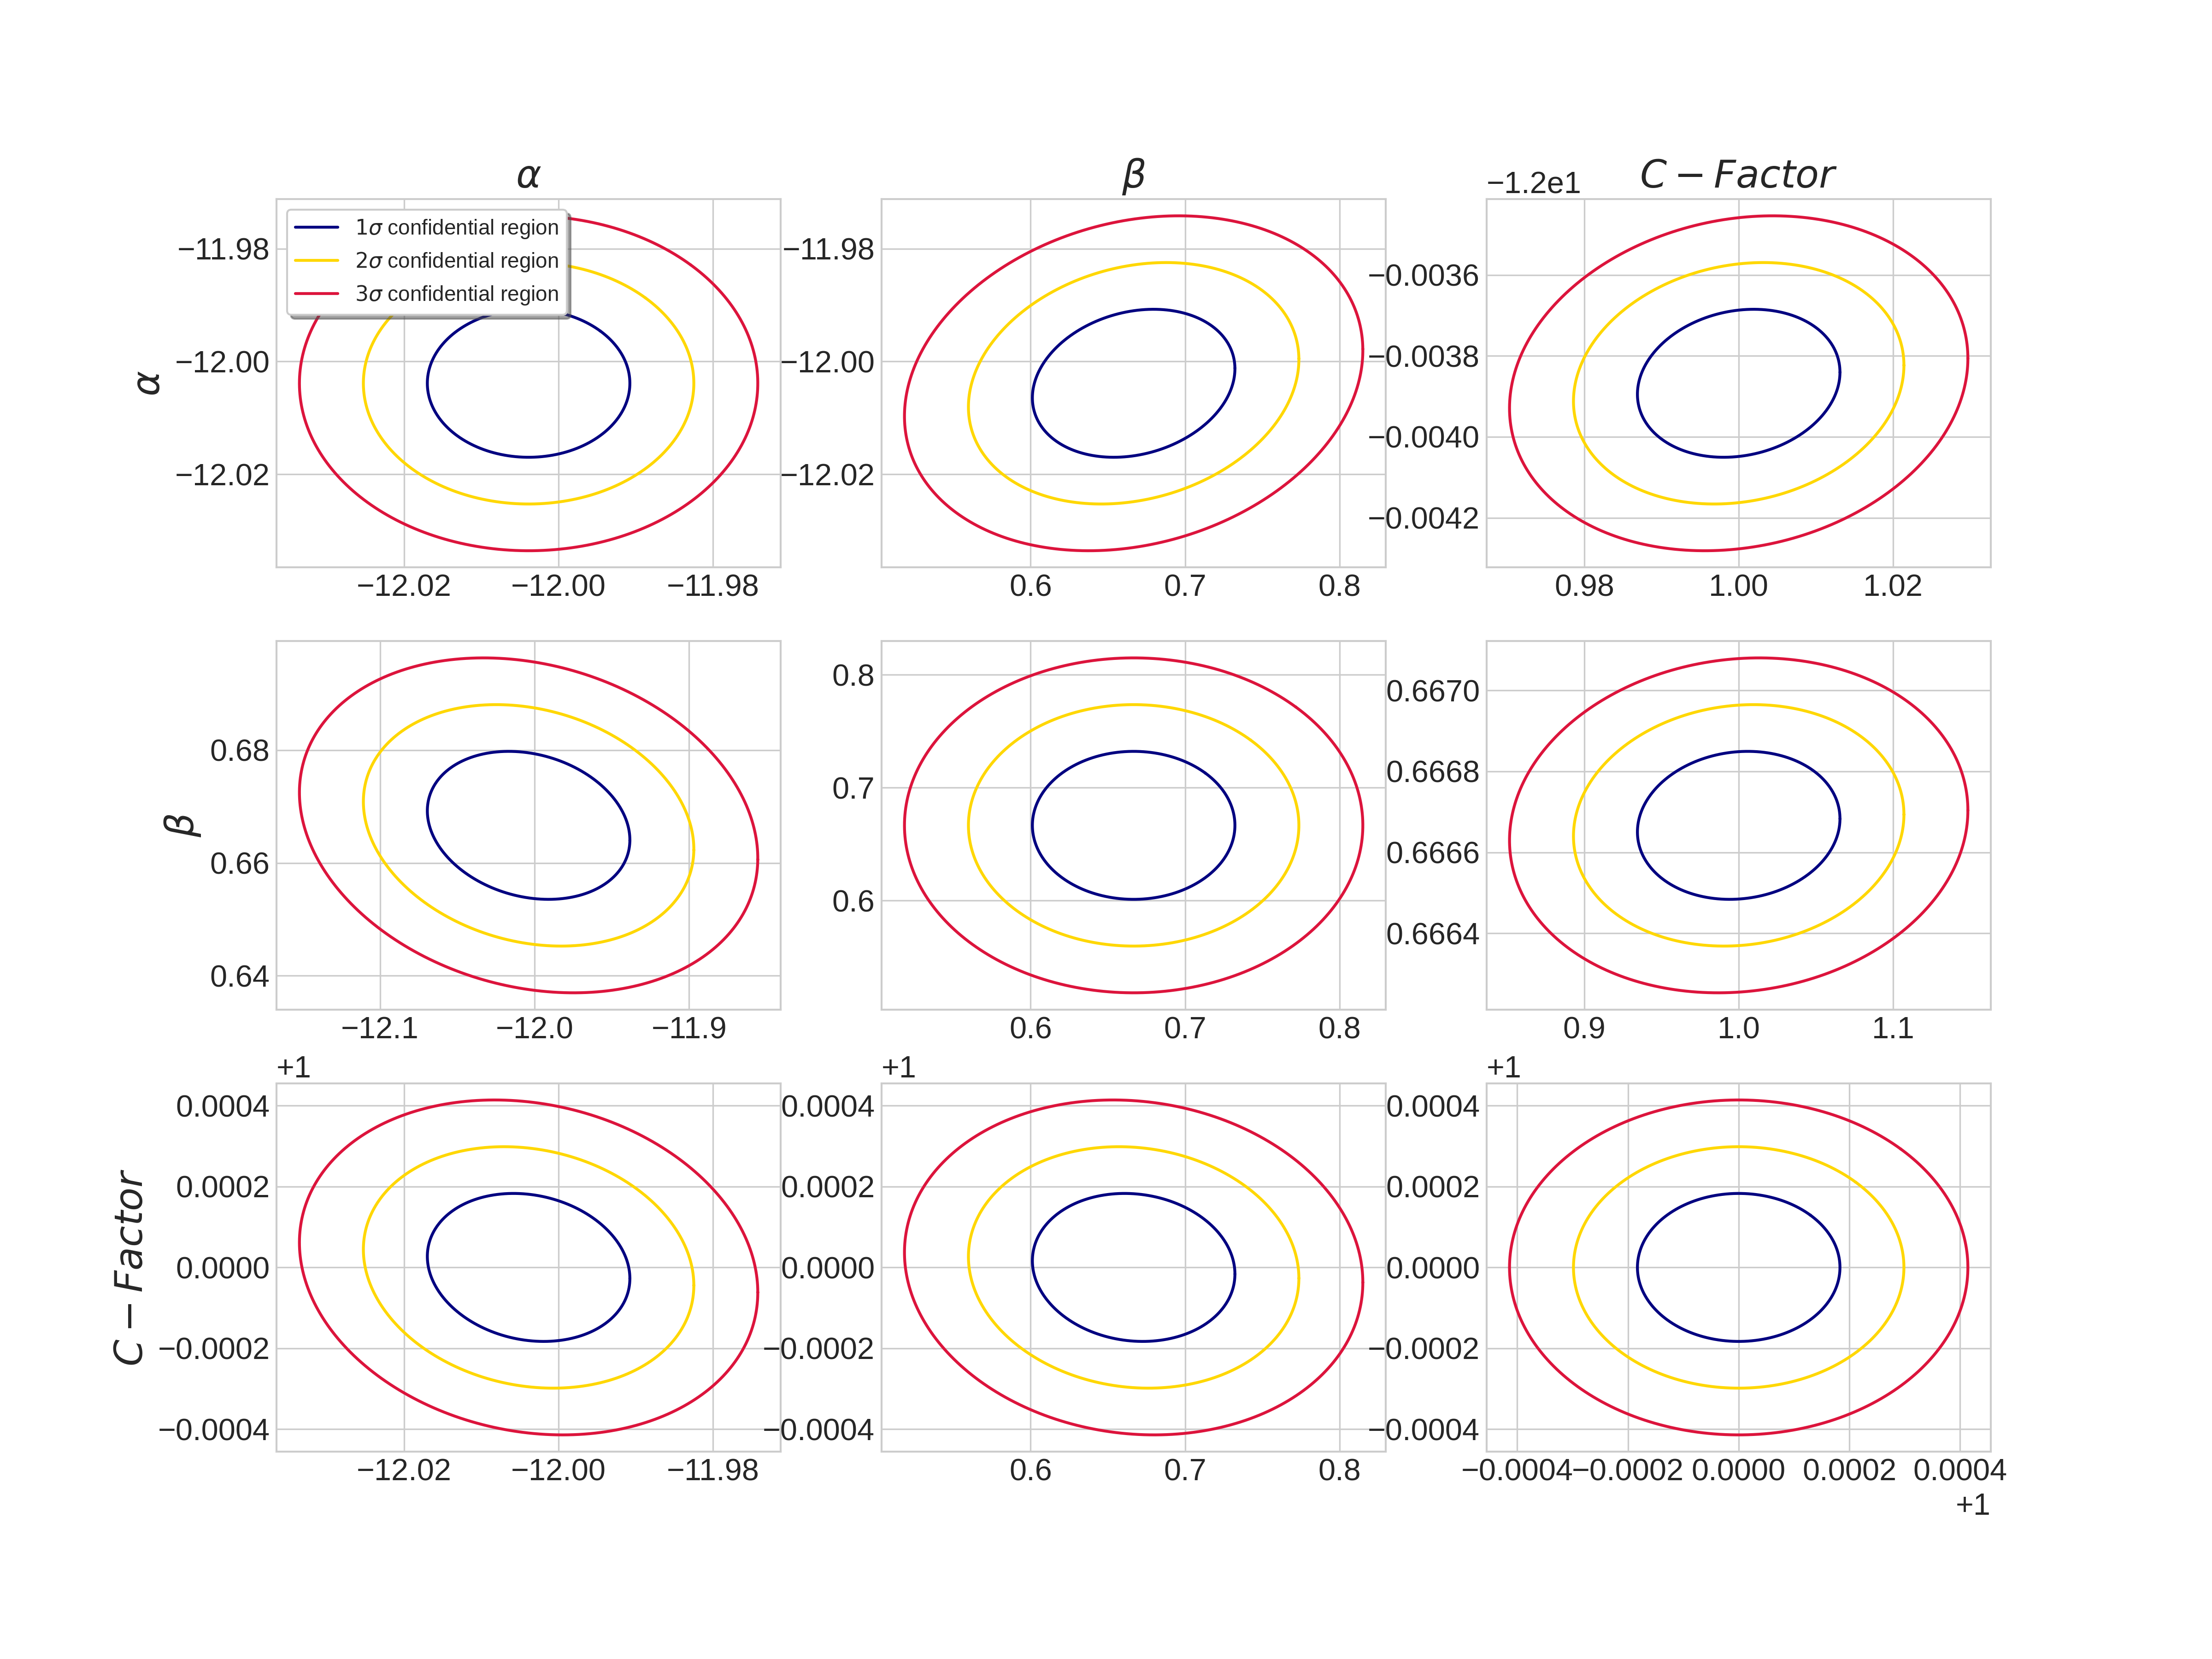 α
β
C − Factor
−1.2e1
1σ confidential region
2σ confidential region
3σ confidential region
α
−11.98
−12.00
−12.02
−12.02 −12.00 −11.98
−11.98
−12.00
−12.02
0.6 0.7 0.8
−0.0036
−0.0038
−0.0040
−0.0042
0.98 1.00 1.02
β
0.68
0.66
0.64
−12.1 −12.0 −11.9
0.8
0.7
0.6
0.6 0.7 0.8
0.6670
0.6668
0.6666
0.6664
0.9 1.0 1.1
C − Factor
+1
0.0004
0.0002
0.0000
−0.0002
−0.0004
−12.02 −12.00 −11.98
+1
0.0004
0.0002
0.0000
−0.0002
−0.0004
0.6 0.7 0.8
+1
0.0004
0.0002
0.0000
−0.0002
−0.0004
−0.0004 −0.0002 0.0000 0.0002 0.0004
+1